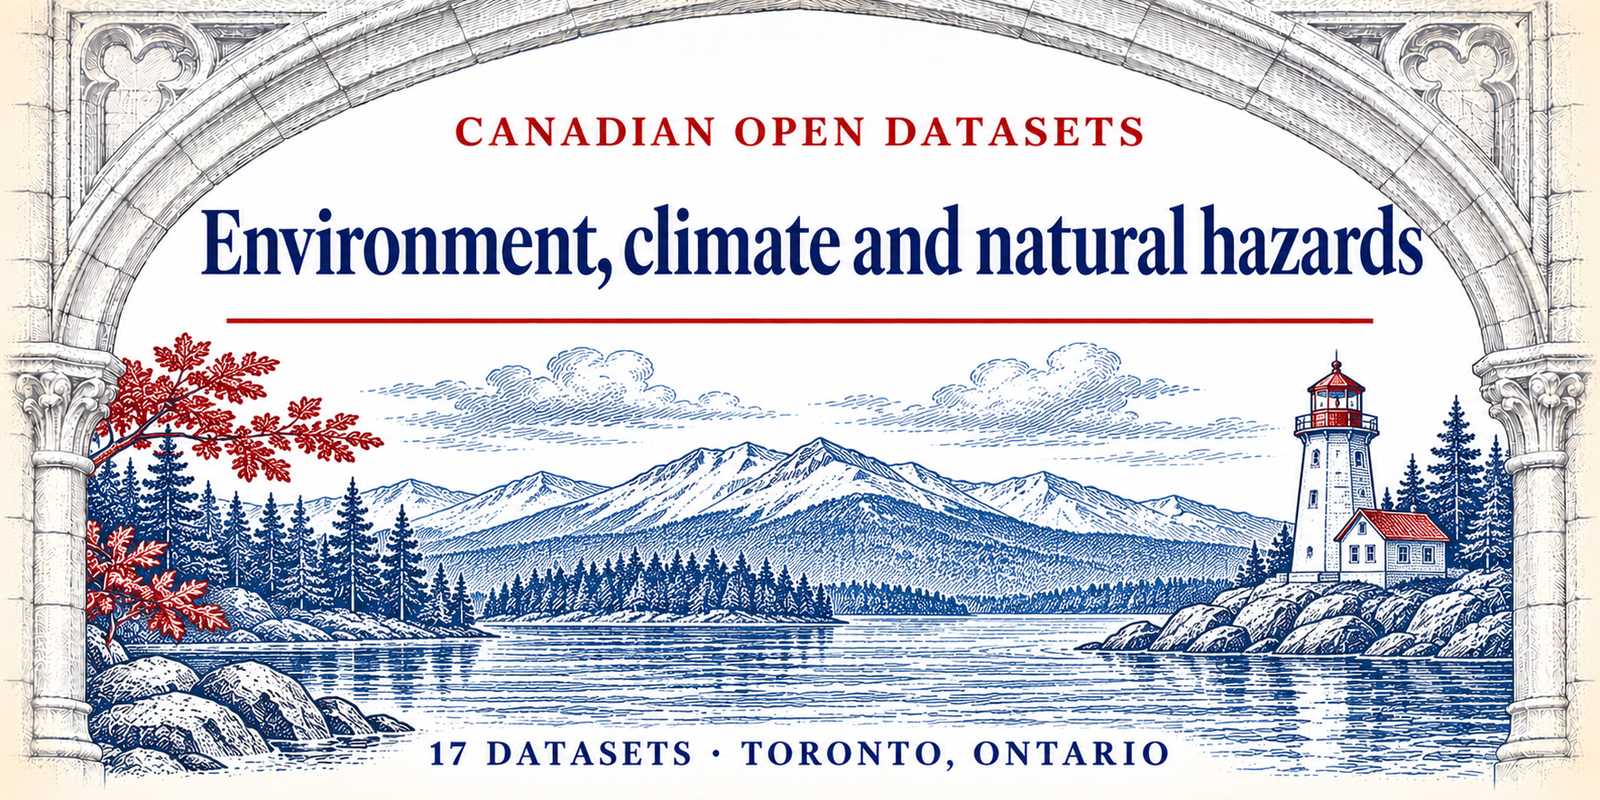 CANADIAN OPEN DATASETS
Environment, climate and natural hazards
17 DATASETS · TORONTO, ONTARIO